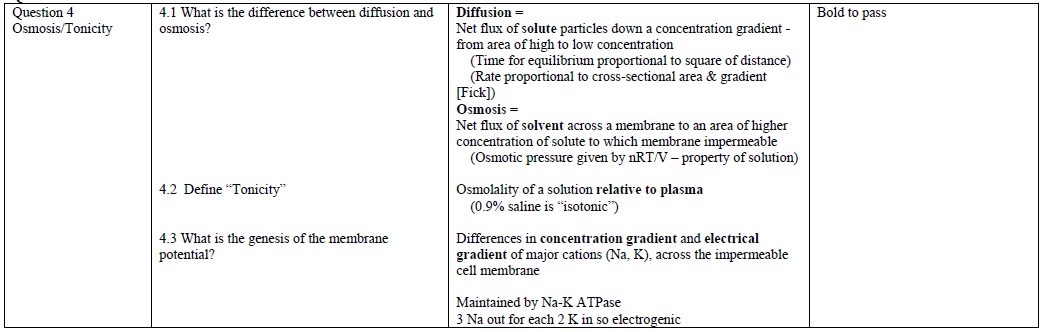 Question 4
Osmosis/Tonicity
4.1 What is the difference between diffusion and
osmosis?
Diffusion =
Net flux of solute particles down a concentration gradient -
from area of high to low concentration
(Time for equilibrium proportional to square of distance)
(Rate proportional to cross-sectional area & gradient
[Fick])
Osmosis =
Net flux of solvent across a membrane to an area of higher
concentration of solute to which membrane impermeable
(Osmotic pressure given by nRT/V – property of solution)
Bold to pass
4.2 Define “Tonicity”
Osmolality of a solution relative to plasma
(0.9% saline is “isotonic”)
4.3 What is the genesis of the membrane
potential?
Differences in concentration gradient and electrical
gradient of major cations (Na, K), across the impermeable
cell membrane
Maintained by Na-K ATPase
3 Na out for each 2 K in so electrogenic